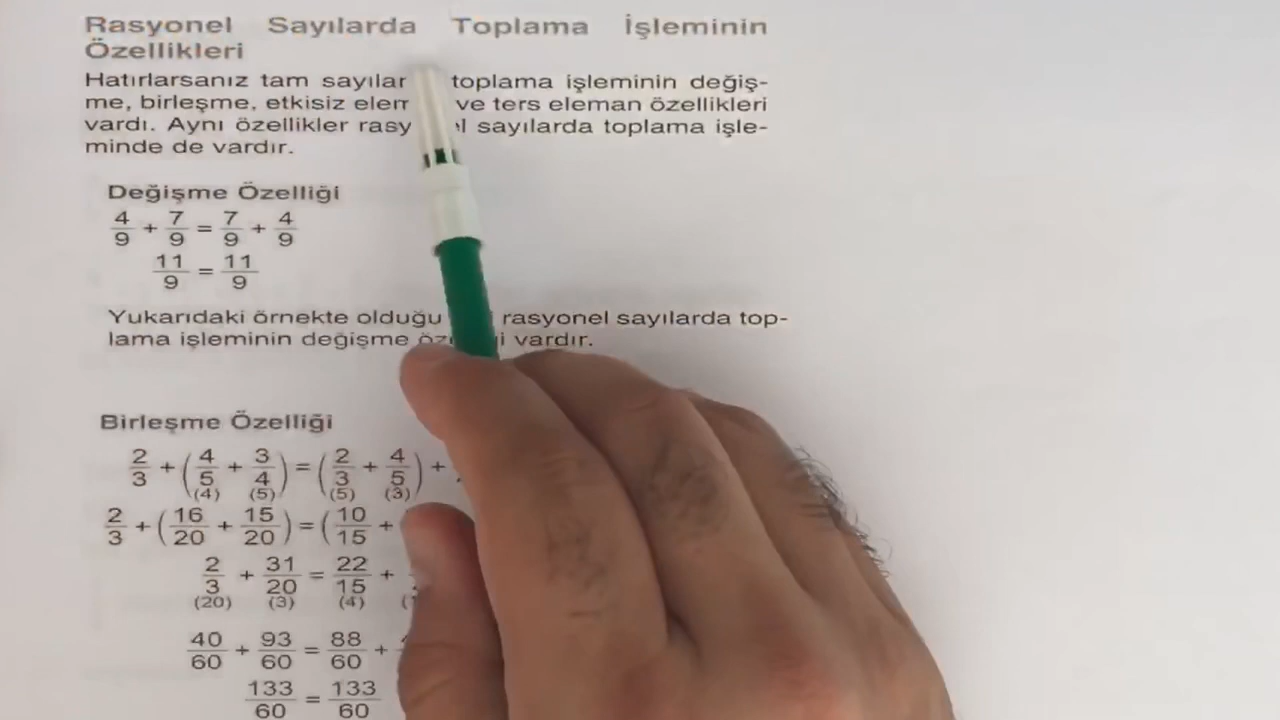 Rasyonel Sayılarda Toplama İşleminin
Özellikleri
Hatırlarsanız tam sayılar toplama işleminin değiş-
me, birleşme, etkisiz ve ters eleman özellikleri
vardı. Aynı özellikler sayılarda toplama işle-
minde de vardır.
Değişme Özelliği
4/9 + 7/9 = 7/9 + 4/9
11/9 = 11/9
Yukarıdaki örnekte olduğu rasyonel sayılarda top-
lama işleminin değişme vardır.
Birleşme Özelliği
2/3 + (4/5 + 3/4) = (2/3 + 4/5) +
(4) (5) (5) (3)
2/3 + (16/20 + 15/20) = (10/15 +
2/3 + 31/20 = 22/15 +
(20) (3) (4)
40/60 + 93/60 = 88/60 +
133/60 = 133/60